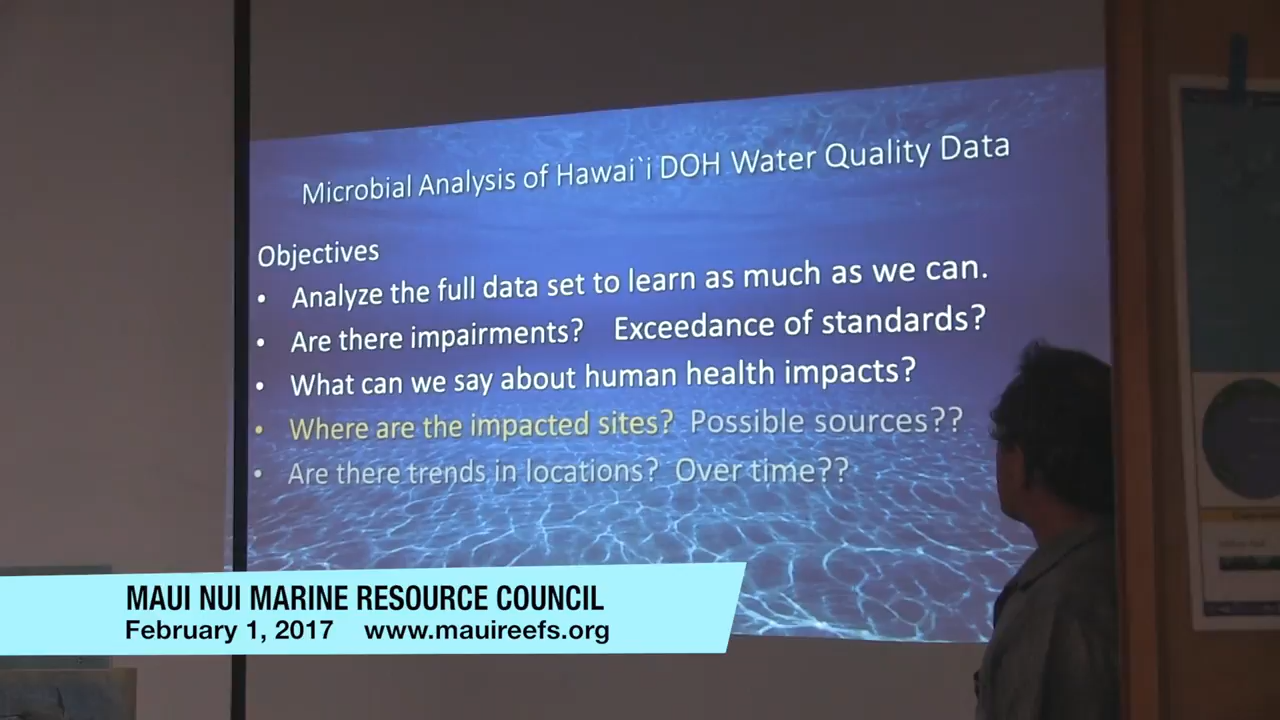 Microbial Analysis of Hawai`i DOH Water Quality Data
Objectives
• Analyze the full data set to learn as much as we can.
• Are there impairments? Exceedance of standards?
• What can we say about human health impacts?
• Where are the impacted sites? Possible sources??
• Are there trends in locations? Over time??
MAUI NUI MARINE RESOURCE COUNCIL
February 1, 2017 www.mauireefs.org